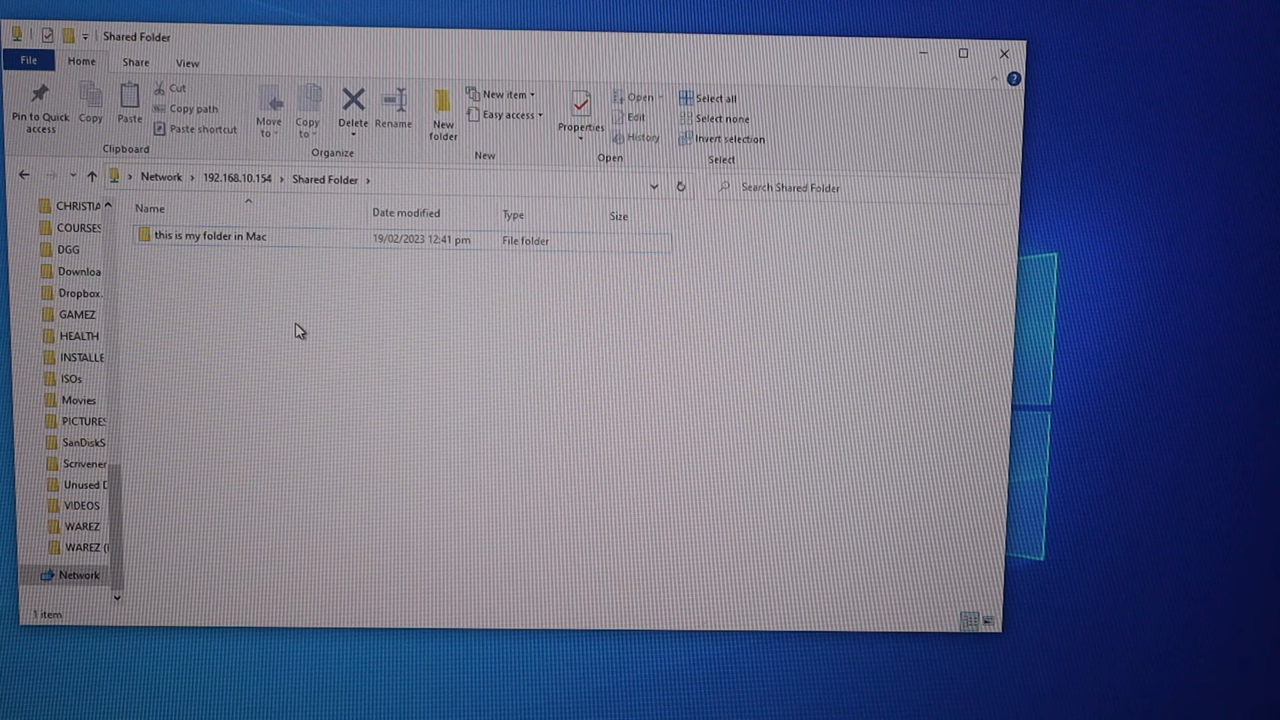 Shared Folder
File Home Share View
Pin to Quick access
Copy
Paste
Cut
Copy path
Paste shortcut
Clipboard
Move to
Copy to
Delete
Rename
Organize
New folder
New item
Easy access
New
Properties
Open
Edit
History
Open
Select all
Select none
Invert selection
Select
Network > 192.168.10.154 > Shared Folder >
Search Shared Folder
Name Date modified Type Size
this is my folder in Mac 19/02/2023 12:41 pm File folder
CHRISTIA
COURSES
DGG
Downloa
Dropbox.
GAMEZ
HEALTH
INSTALLE
ISOs
Movies
PICTURES
SanDiskS
Scrivener
Unused D
VIDEOS
WAREZ
WAREZ (
Network
1 item